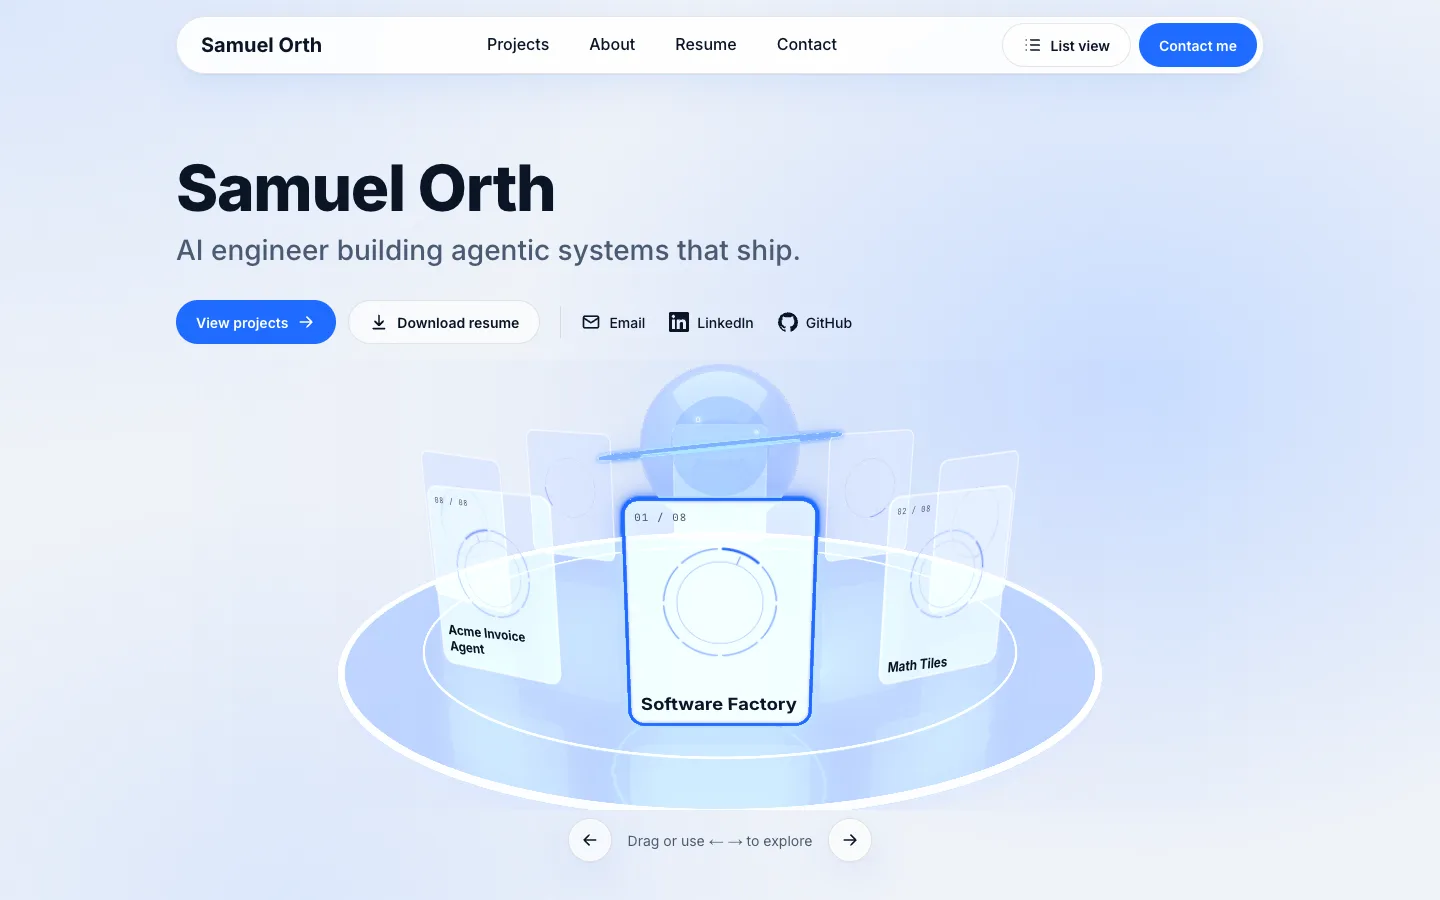 Samuel Orth
Projects
About
Resume
Contact
List view
Contact me
Samuel Orth
AI engineer building agentic systems that ship.
View projects →
Download resume
Email
LinkedIn
GitHub
08 / 08
01 / 08
02 / 08
Acme Invoice
Agent
Software Factory
Math Tiles
Drag or use ← → to explore